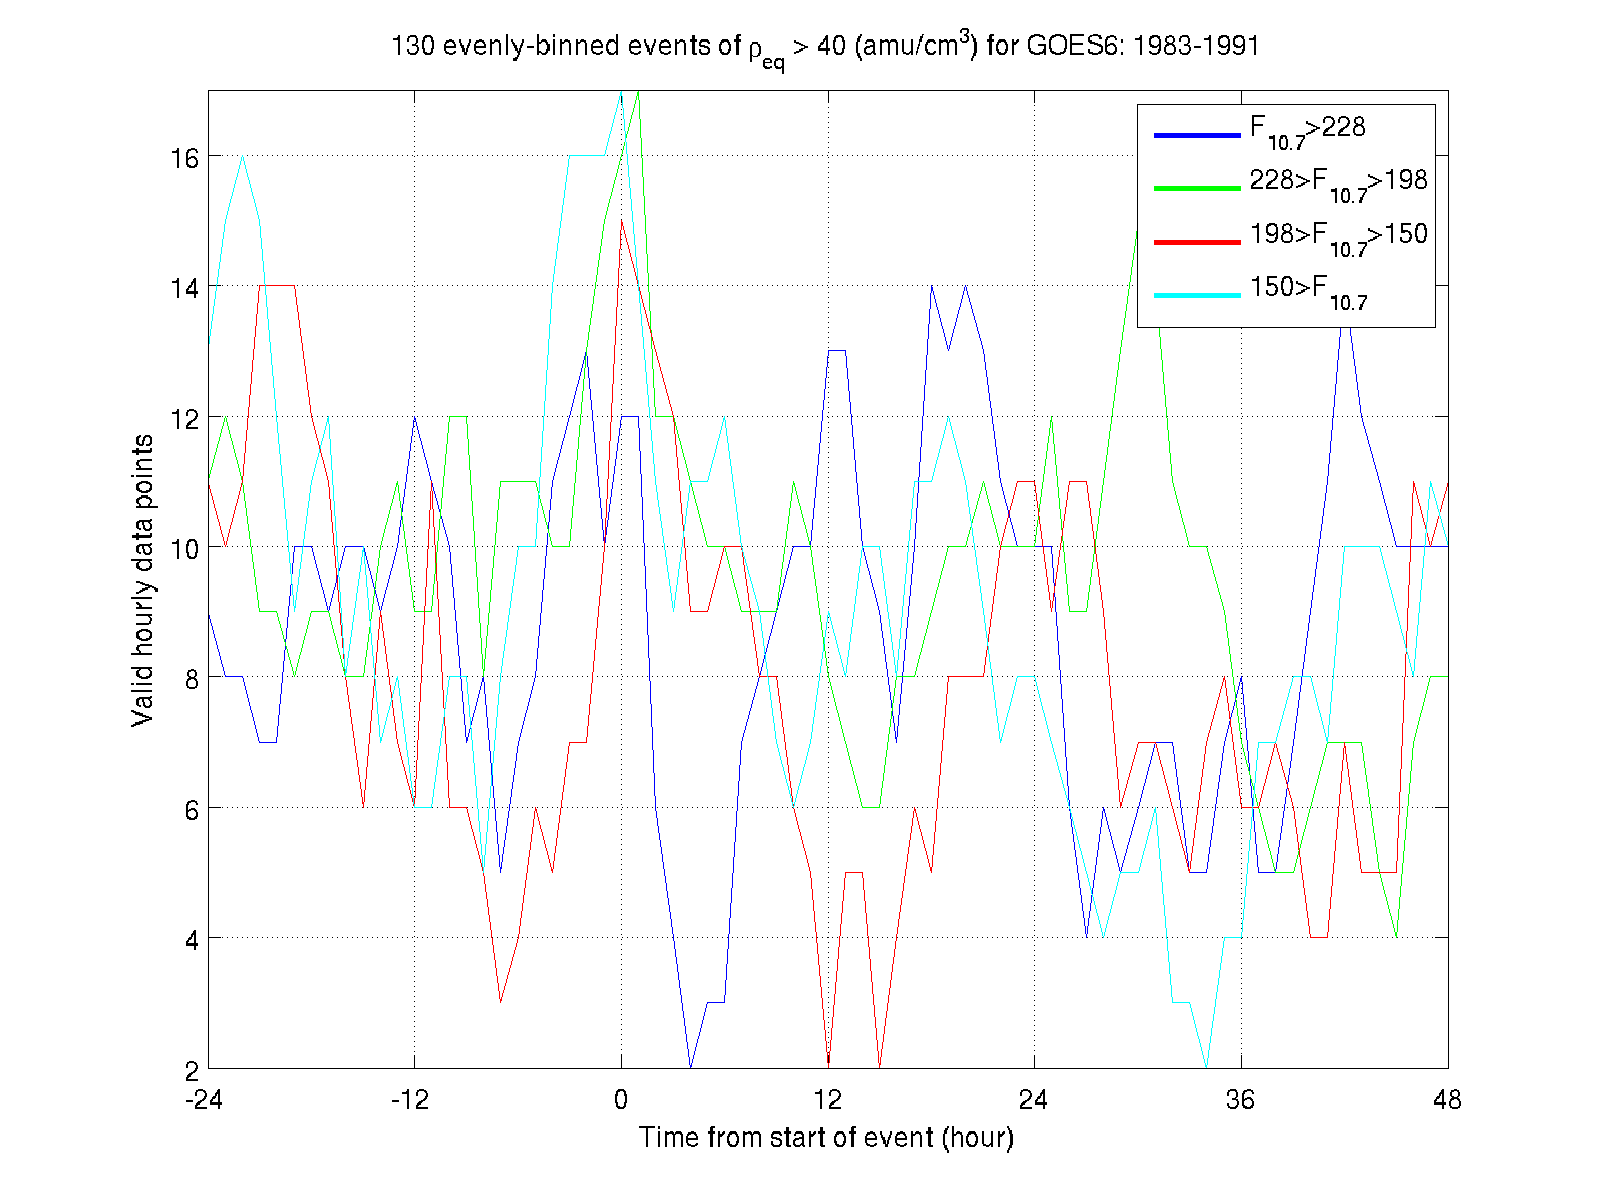 130 evenly-binned events of ρeq > 40 (amu/cm³) for GOES6: 1983-1991
F10.7>228
228>F10.7>198
198>F10.7>150
150>F10.7
Valid hourly data points
16
14
12
10
8
6
4
2
-24 -12 0 12 24 36 48
Time from start of event (hour)